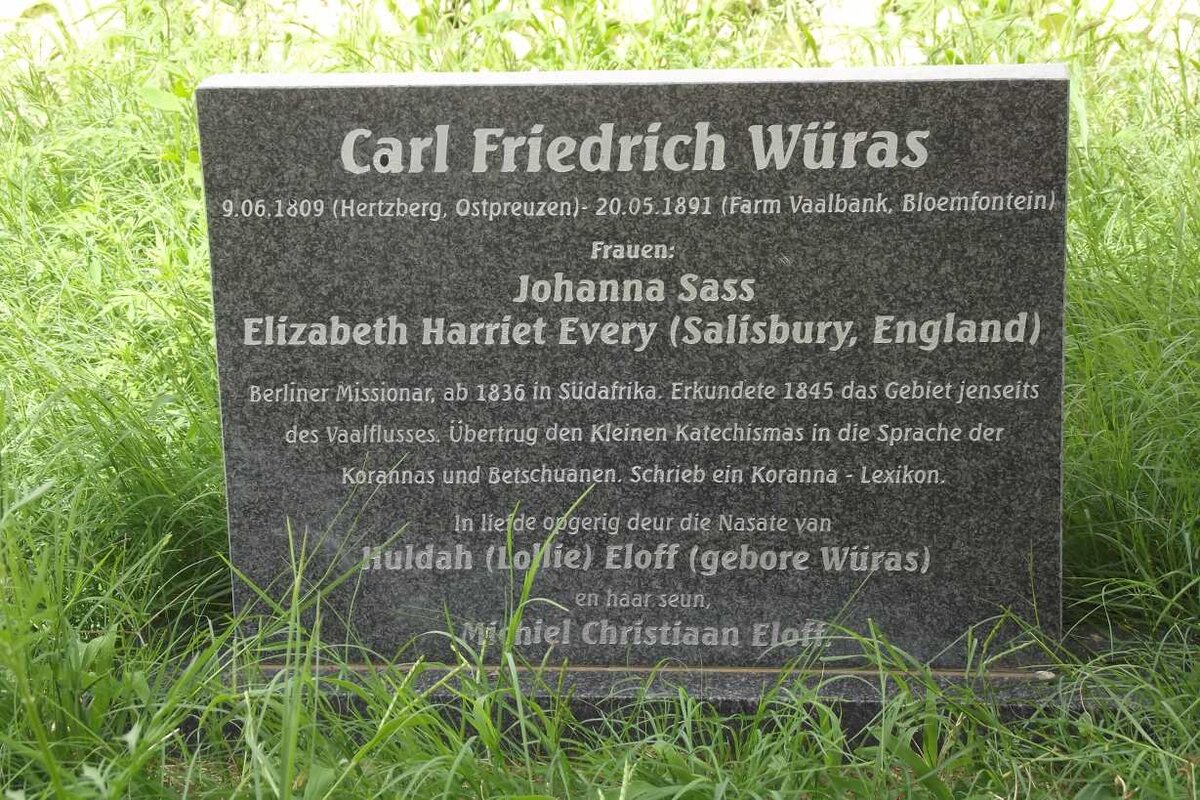 Carl Friedrich Würas
9.06.1809 (Hertzberg, Ostpreuzen)- 20.05.1891 (Farm Vaalbank, Bloemfontein)
Frauen:
Johanna Sass
Elizabeth Harriet Every (Salisbury, England)
Berliner Missionar, ab 1836 in Südafrika. Erkundete 1845 das Gebiet jenseits
des Vaalflusses. Übertrug den Kleinen Katechismas in die Sprache der
Korannas und Betschuanen. Schrieb ein Koranna - Lexikon.
In liefde opgerig deur die Nasate van
Huldah (Lollie) Eloff (gebore Würas)
en haar seun,
Michiel Christiaan Eloff.